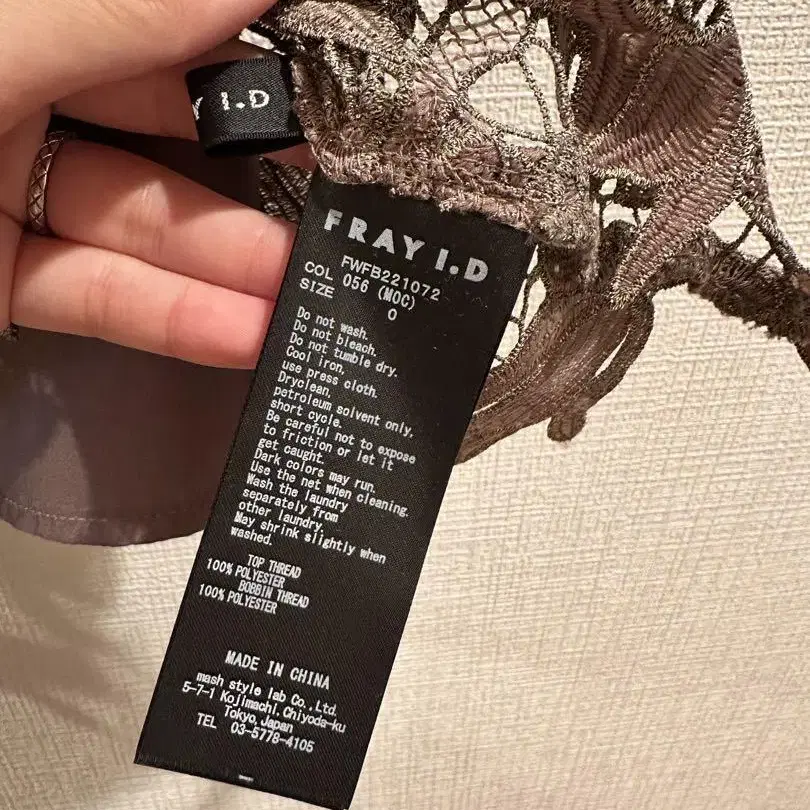 Y I.D
FRAY I.D
FWFB221072
COL 056 (MOC)
SIZE 0
Do not wash.
Do not bleach.
Do not tumble dry.
Cool iron,
use press cloth.
Dryclean,
petroleum solvent only,
short cycle.
Be careful not to expose
to friction or let it
get caught.
Dark colors may run.
Use the net when cleaning.
Wash the laundry
separately from
other laundry.
May shrink slightly when
washed.
TOP THREAD
100% POLYESTER
BOBBIN THREAD
100% POLYESTER
MADE IN CHINA
mash style lab Co.,Ltd.
5-7-1 Kojimachi,Chiyoda-ku
Tokyo,Japan
TEL 03-5778-4105